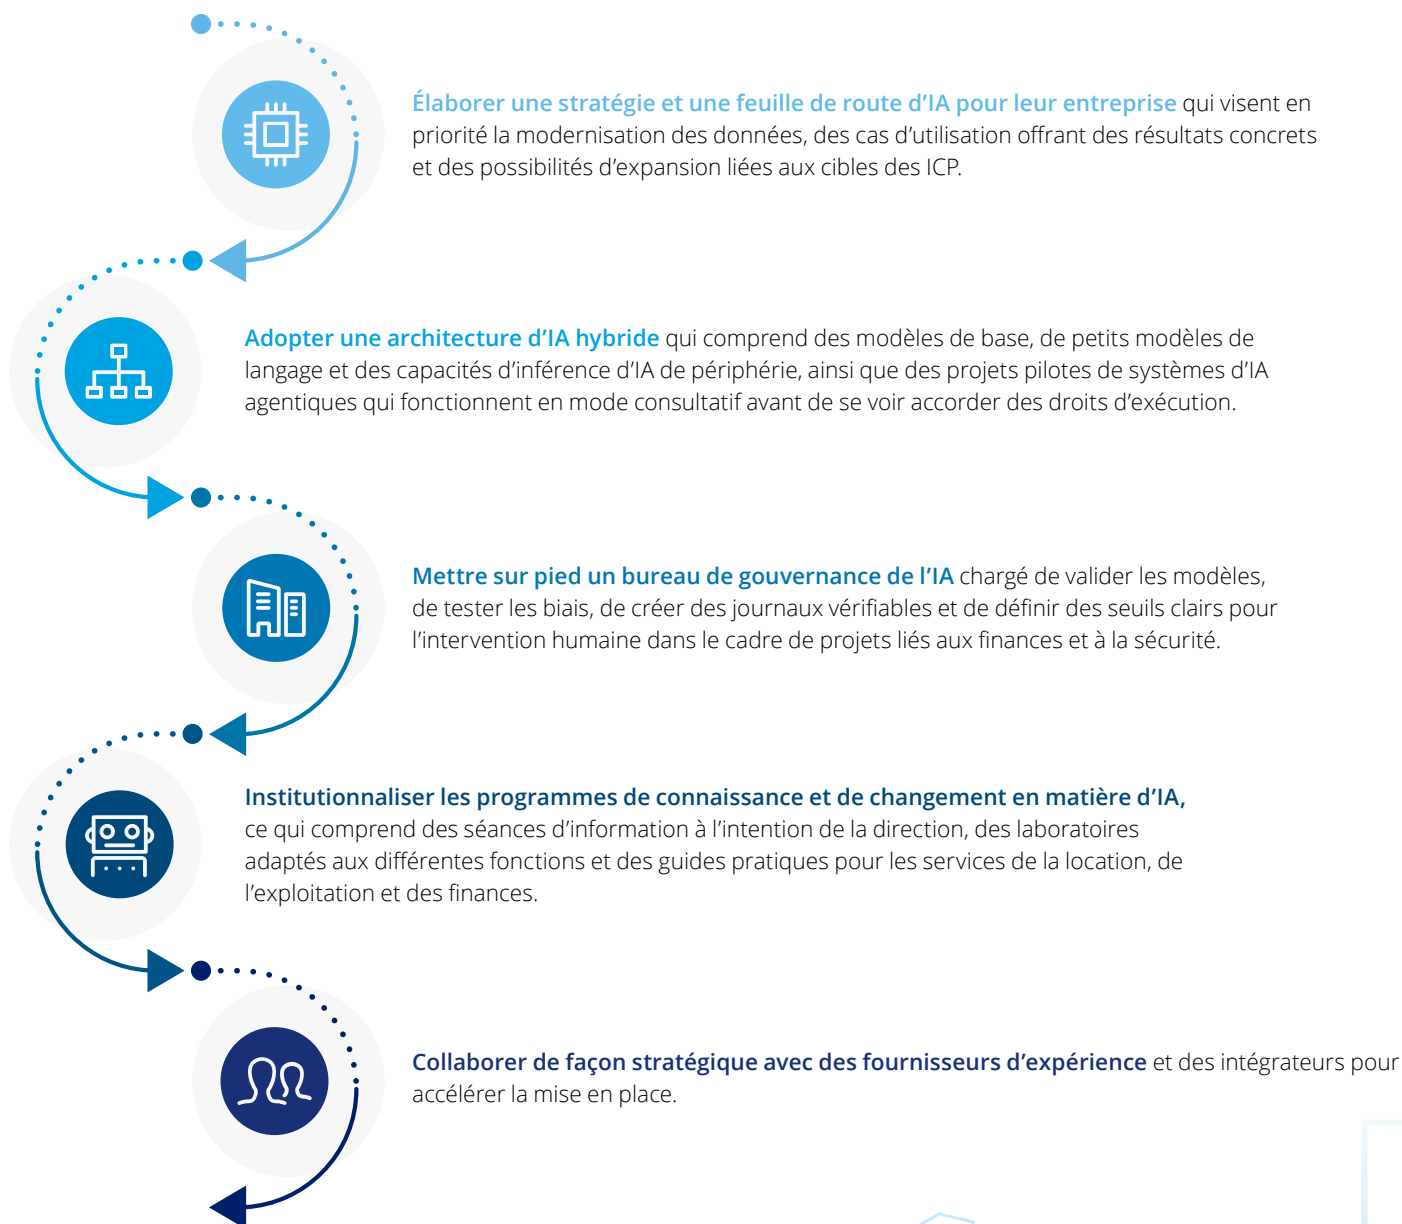 Élaborer une stratégie et une feuille de route d’IA pour leur entreprise qui visent en
priorité la modernisation des données, des cas d’utilisation offrant des résultats concrets
et des possibilités d’expansion liées aux cibles des ICP.
Adopter une architecture d’IA hybride qui comprend des modèles de base, de petits modèles de
langage et des capacités d’inférence d’IA de périphérie, ainsi que des projets pilotes de systèmes d’IA
agentiques qui fonctionnent en mode consultatif avant de se voir accorder des droits d’exécution.
Mettre sur pied un bureau de gouvernance de l’IA chargé de valider les modèles,
de tester les biais, de créer des journaux vérifiables et de définir des seuils clairs pour
l’intervention humaine dans le cadre de projets liés aux finances et à la sécurité.
Institutionnaliser les programmes de connaissance et de changement en matière d’IA,
ce qui comprend des séances d’information à l’intention de la direction, des laboratoires
adaptés aux différentes fonctions et des guides pratiques pour les services de la location, de
l’exploitation et des finances.
Collaborer de façon stratégique avec des fournisseurs d’expérience et des intégrateurs pour
accélérer la mise en place.